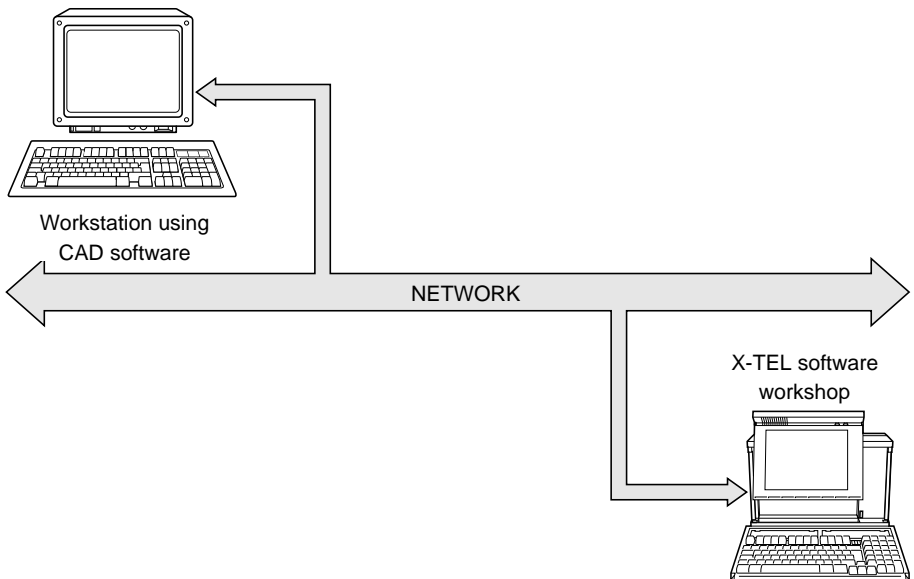 Workstation using
CAD software
NETWORK
X-TEL software
workshop